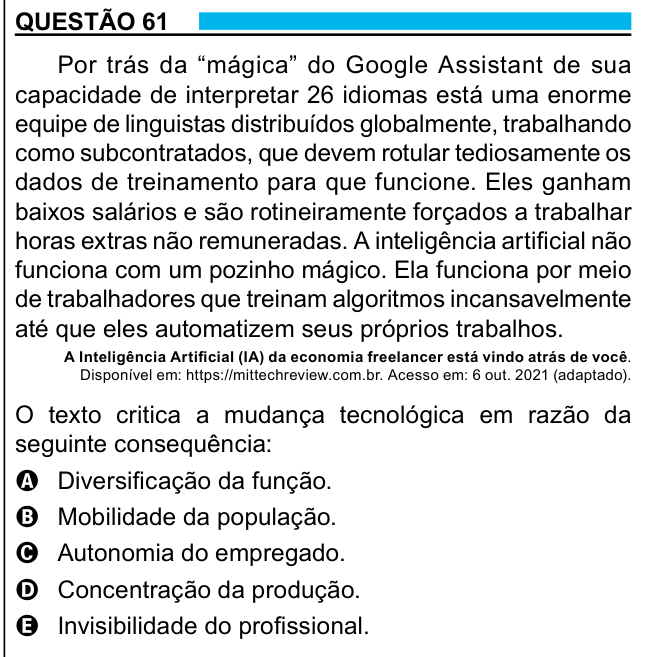 QUESTÃO 61
Por trás da “mágica” do Google Assistant de sua
capacidade de interpretar 26 idiomas está uma enorme
equipe de linguistas distribuídos globalmente, trabalhando
como subcontratados, que devem rotular tediosamente os
dados de treinamento para que funcione. Eles ganham
baixos salários e são rotineiramente forçados a trabalhar
horas extras não remuneradas. A inteligência artificial não
funciona com um pozinho mágico. Ela funciona por meio
de trabalhadores que treinam algoritmos incansavelmente
até que eles automatizem seus próprios trabalhos.
A Inteligência Artificial (IA) da economia freelancer está vindo atrás de você.
Disponível em: https://mittechreview.com.br. Acesso em: 6 out. 2021 (adaptado).
O texto critica a mudança tecnológica em razão da
seguinte consequência:
A Diversificação da função.
B Mobilidade da população.
C Autonomia do empregado.
D Concentração da produção.
E Invisibilidade do profissional.